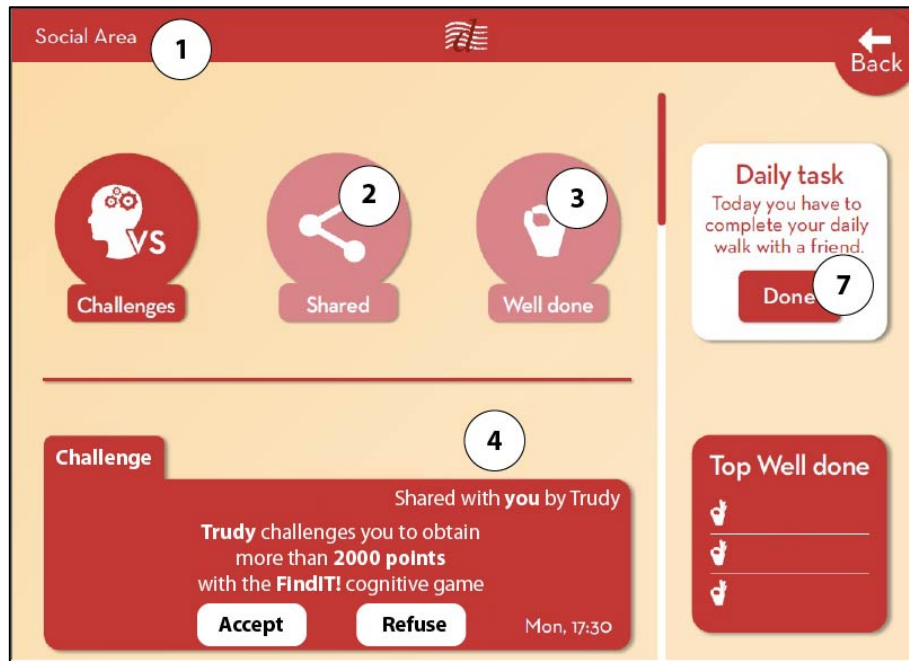 Social Area
1
d
Back
VS
Challenges
2
Shared
3
Well done
Daily task
Today you have to
complete your daily
walk with a friend.
Done
7
4
Challenge
Shared with you by Trudy
Trudy challenges you to obtain
more than 2000 points
with the FindIT! cognitive game
Accept
Refuse
Mon, 17:30
Top Well done